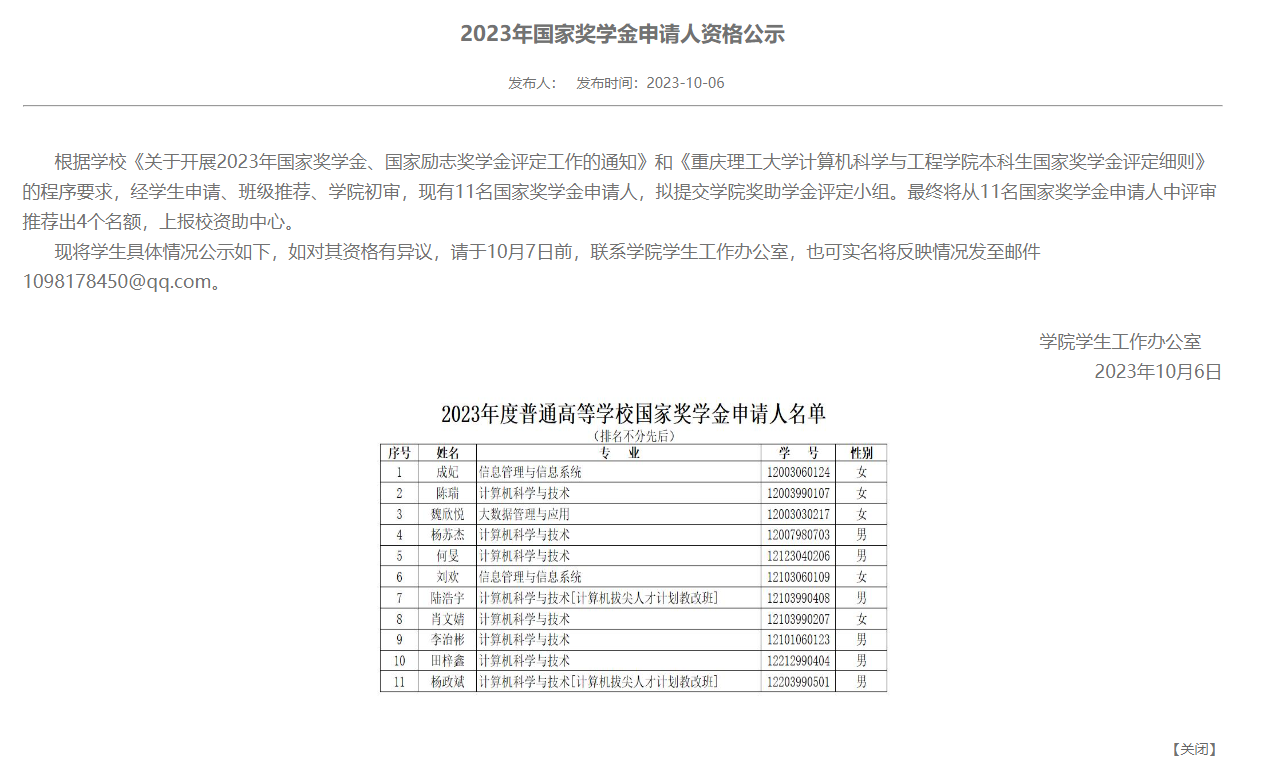 2023年国家奖学金申请人资格公示
发布人： 发布时间：2023-10-06
根据学校《关于开展2023年国家奖学金、国家励志奖学金评定工作的通知》和《重庆理工大学计算机科学与工程学院本科生国家奖学金评定细则》
的程序要求，经学生申请、班级推荐、学院初审，现有11名国家奖学金申请人，拟提交学院奖助学金评定小组。最终将从11名国家奖学金申请人中评审
推荐出4个名额，上报校资助中心。
现将学生具体情况公示如下，如对其资格有异议，请于10月7日前，联系学院学生工作办公室，也可实名将反映情况发至邮件
1098178450@qq.com。
学院学生工作办公室
2023年10月6日
2023年度普通高等学校国家奖学金申请人名单
（排名不分先后）
序号 姓名 专 业 学 号 性别
1 成妃 信息管理与信息系统 12003060124 女
2 陈瑞 计算机科学与技术 12003990107 女
3 魏欣悦 大数据管理与应用 12003030217 女
4 杨苏杰 计算机科学与技术 12007980703 男
5 何旻 计算机科学与技术 12123040206 男
6 刘欢 信息管理与信息系统 12103060109 女
7 陆浩宇 计算机科学与技术[计算机拔尖人才计划教改班] 12103990408 男
8 肖文婧 计算机科学与技术 12103990207 女
9 李治彬 计算机科学与技术 12101060123 男
10 田梓鑫 计算机科学与技术 12212990404 男
11 杨政斌 计算机科学与技术[计算机拔尖人才计划教改班] 12203990501 男
【关闭】